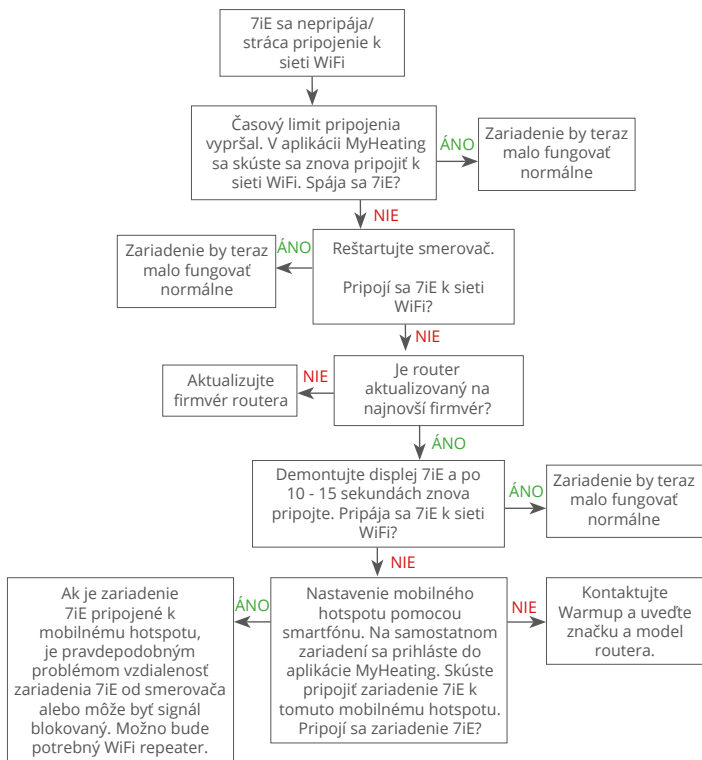 7iE sa nepripája/
stráca pripojenie k
sieti WiFi
Časový limit pripojenia
vypršal. V aplikácii MyHeating
sa skúste sa znova pripojiť k
sieti WiFi. Spája sa 7iE?
ÁNO
Zariadenie by teraz
malo fungovať
normálne
NIE
Reštartujte smerovač.
Pripojí sa 7iE k sieti
WiFi?
ÁNO
Zariadenie by teraz
malo fungovať
normálne
NIE
Je router
aktualizovaný na
najnovší firmvér?
NIE
Aktualizujte
firmvér routera
ÁNO
Demontujte displej 7iE a po
10 - 15 sekundách znova
pripojte. Pripája sa 7iE k sieti
WiFi?
ÁNO
Zariadenie by teraz
malo fungovať
normálne
NIE
Nastavenie mobilného
hotspotu pomocou
smartfónu. Na samostatnom
zariadení sa prihláste do
aplikácie MyHeating. Skúste
pripojiť zariadenie 7iE k
tomuto mobilnému hotspotu.
Pripojí sa zariadenie 7iE?
ÁNO
Ak je zariadenie
7iE pripojené k
mobilnému hotspotu,
je pravdepodobným
problémom vzdialenosť
zariadenia 7iE od smerovača
alebo môže byť signál
blokovaný. Možno bude
potrebný WiFi repeater.
NIE
Kontaktujte
Warmup a uveďte
značku a model
routera.